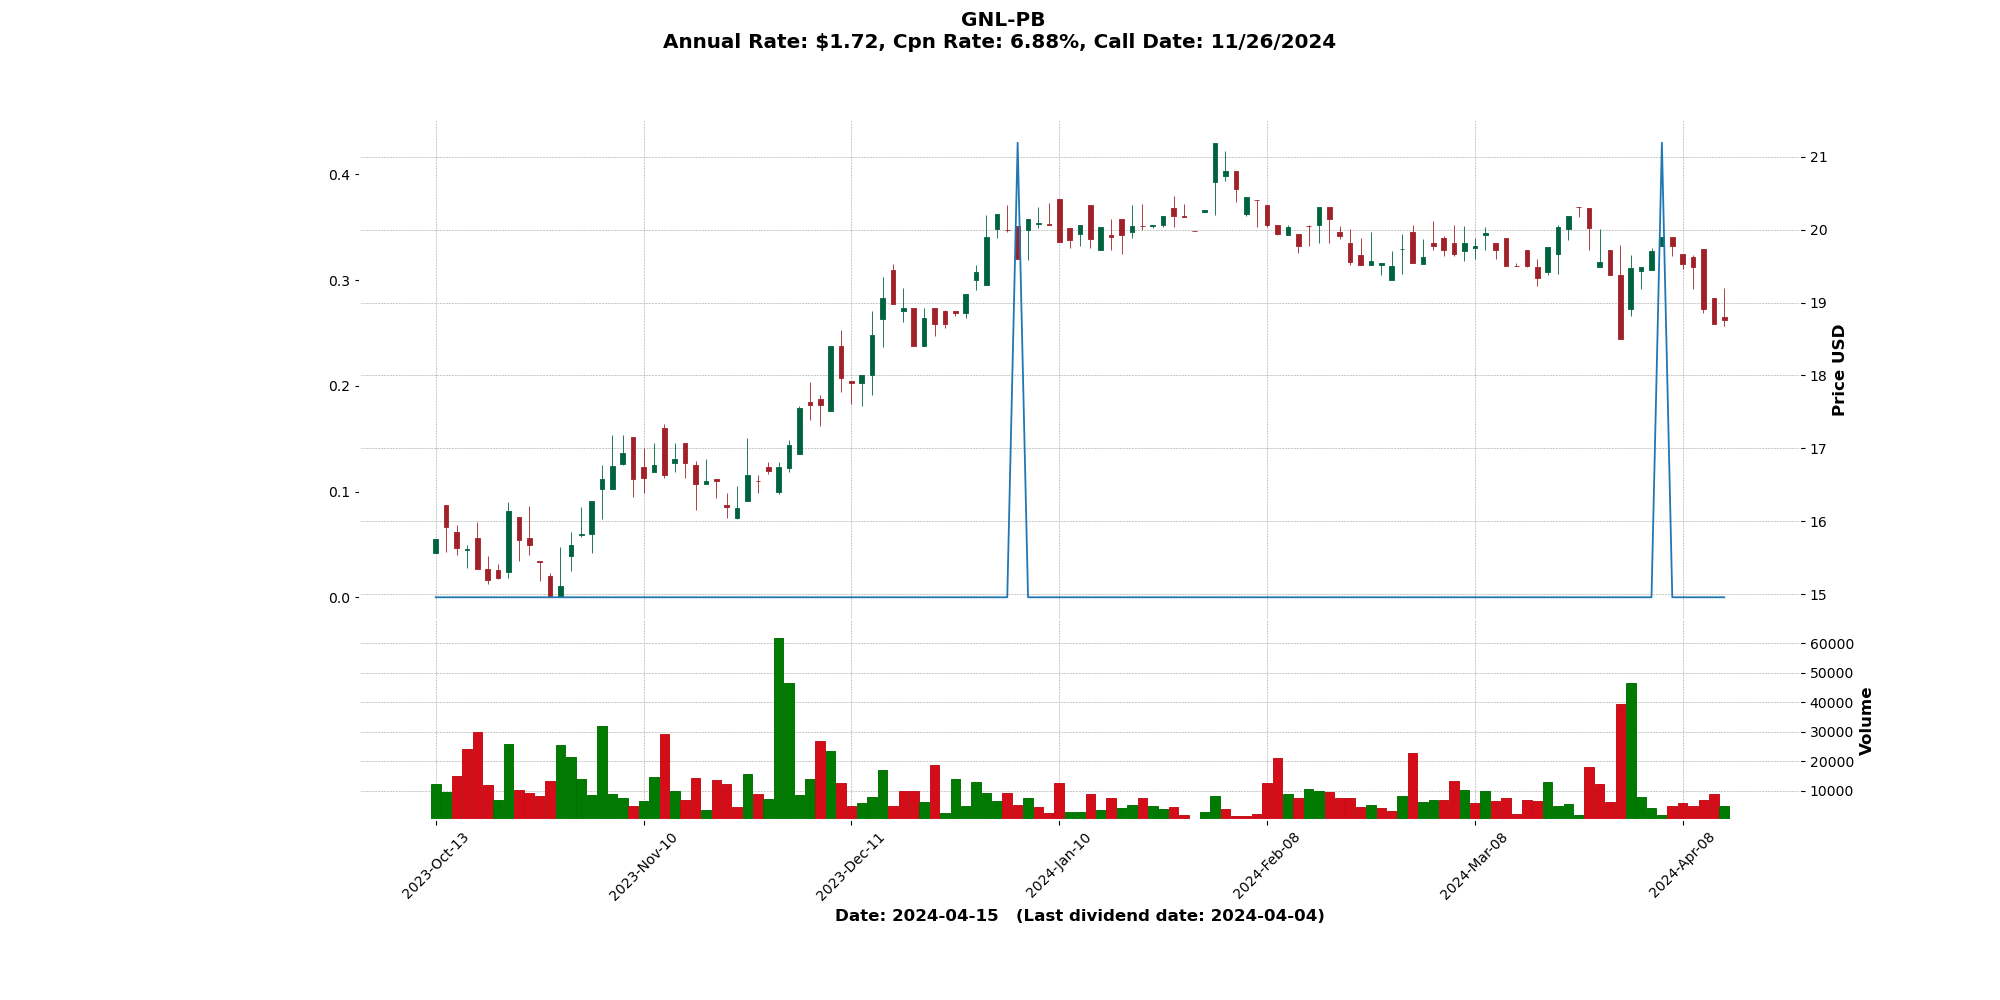 GNL-PB
Annual Rate: $1.72, Cpn Rate: 6.88%, Call Date: 11/26/2024
0.4
0.3
0.2
0.1
0.0
21
20
19
18
17
16
15
Price USD
60000
50000
40000
30000
20000
10000
Volume
2023-Oct-13
2023-Nov-10
2023-Dec-11
2024-Jan-10
2024-Feb-08
2024-Mar-08
2024-Apr-08
Date: 2024-04-15 (Last dividend date: 2024-04-04)